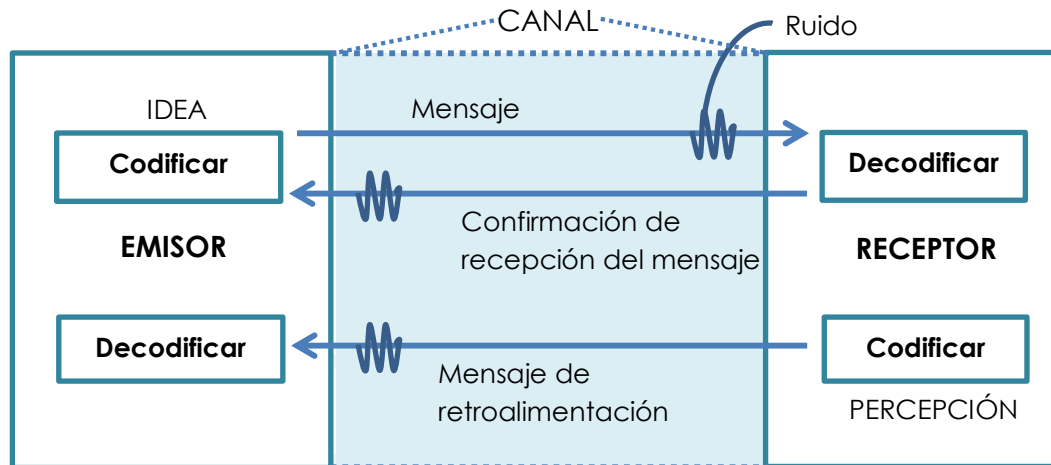 CANAL
Ruido
IDEA
Mensaje
Codificar
Decodificar
EMISOR
Confirmación de
recepción del mensaje
RECEPTOR
Decodificar
Codificar
Mensaje de
retroalimentación
PERCEPCIÓN